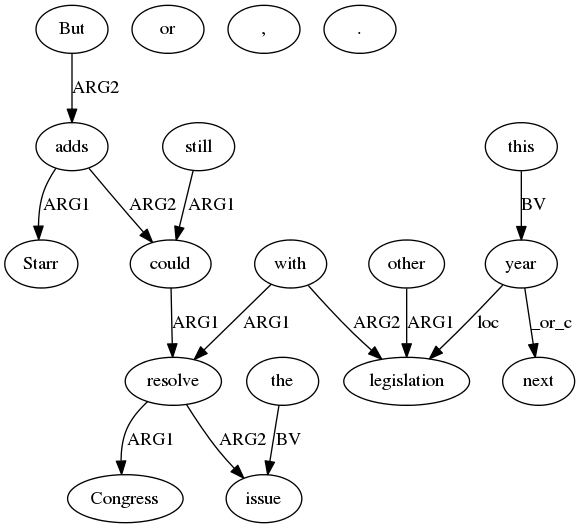 But or , .
ARG2
adds still this
ARG1 ARG2 ARG1 BV
Starr could with other year
ARG1 ARG1 ARG2 ARG1 loc _or_c
resolve the legislation next
ARG1 ARG2 BV
Congress issue